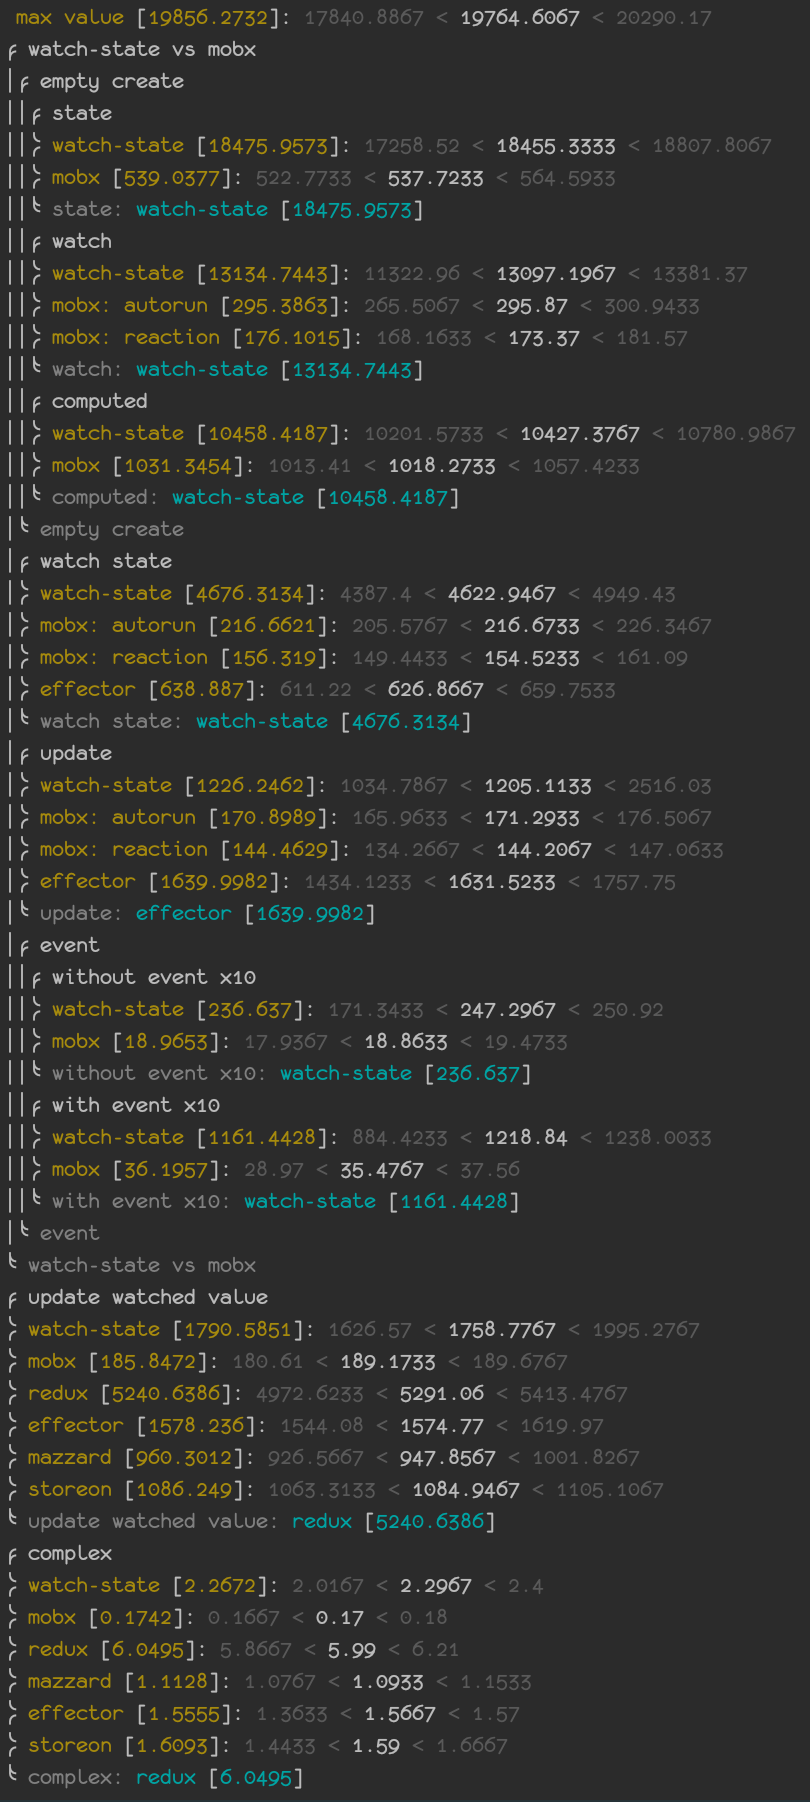 max value [19856.2732]: 17840.8867 < 19764.6067 < 20290.17
watch-state vs mobx
empty create
state
watch-state [18475.9573]: 17258.52 < 18455.3333 < 18807.8067
mobx [539.0377]: 522.7733 < 537.7233 < 564.5933
state: watch-state [18475.9573]
watch
watch-state [13134.7443]: 11322.96 < 13097.1967 < 13381.37
mobx: autorun [295.3863]: 265.5067 < 295.87 < 300.9433
mobx: reaction [176.1015]: 168.1633 < 173.37 < 181.57
watch: watch-state [13134.7443]
computed
watch-state [10458.4187]: 10201.5733 < 10427.3767 < 10780.9867
mobx [1031.3454]: 1013.41 < 1018.2733 < 1057.4233
computed: watch-state [10458.4187]
empty create
watch state
watch-state [4676.3134]: 4387.4 < 4622.9467 < 4949.43
mobx: autorun [216.6621]: 205.5767 < 216.6733 < 226.3467
mobx: reaction [156.319]: 149.4433 < 154.5233 < 161.09
effector [638.887]: 611.22 < 626.8667 < 659.7533
watch state: watch-state [4676.3134]
update
watch-state [1226.2462]: 1034.7867 < 1205.1133 < 2516.03
mobx: autorun [170.8989]: 165.9633 < 171.2933 < 176.5067
mobx: reaction [144.4629]: 134.2667 < 144.2067 < 147.0633
effector [1639.9982]: 1434.1233 < 1631.5233 < 1757.75
update: effector [1639.9982]
event
without event x10
watch-state [236.637]: 171.3433 < 247.2967 < 250.92
mobx [18.9653]: 17.9367 < 18.8633 < 19.4733
without event x10: watch-state [236.637]
with event x10
watch-state [1161.4428]: 884.4233 < 1218.84 < 1238.0033
mobx [36.1957]: 28.97 < 35.4767 < 37.56
with event x10: watch-state [1161.4428]
event
watch-state vs mobx
update watched value
watch-state [1790.5851]: 1626.57 < 1758.7767 < 1995.2767
mobx [185.8472]: 180.61 < 189.1733 < 189.6767
redux [5240.6386]: 4972.6233 < 5291.06 < 5413.4767
effector [1578.236]: 1544.08 < 1574.77 < 1619.97
mazzard [960.3012]: 926.5667 < 947.8567 < 1001.8267
storeon [1086.249]: 1063.3133 < 1084.9467 < 1105.1067
update watched value: redux [5240.6386]
complex
watch-state [2.2672]: 2.0167 < 2.2967 < 2.4
mobx [0.1742]: 0.1667 < 0.17 < 0.18
redux [6.0495]: 5.8667 < 5.99 < 6.21
mazzard [1.1128]: 1.0767 < 1.0933 < 1.1533
effector [1.5555]: 1.3633 < 1.5667 < 1.57
storeon [1.6093]: 1.4433 < 1.59 < 1.6667
complex: redux [6.0495]